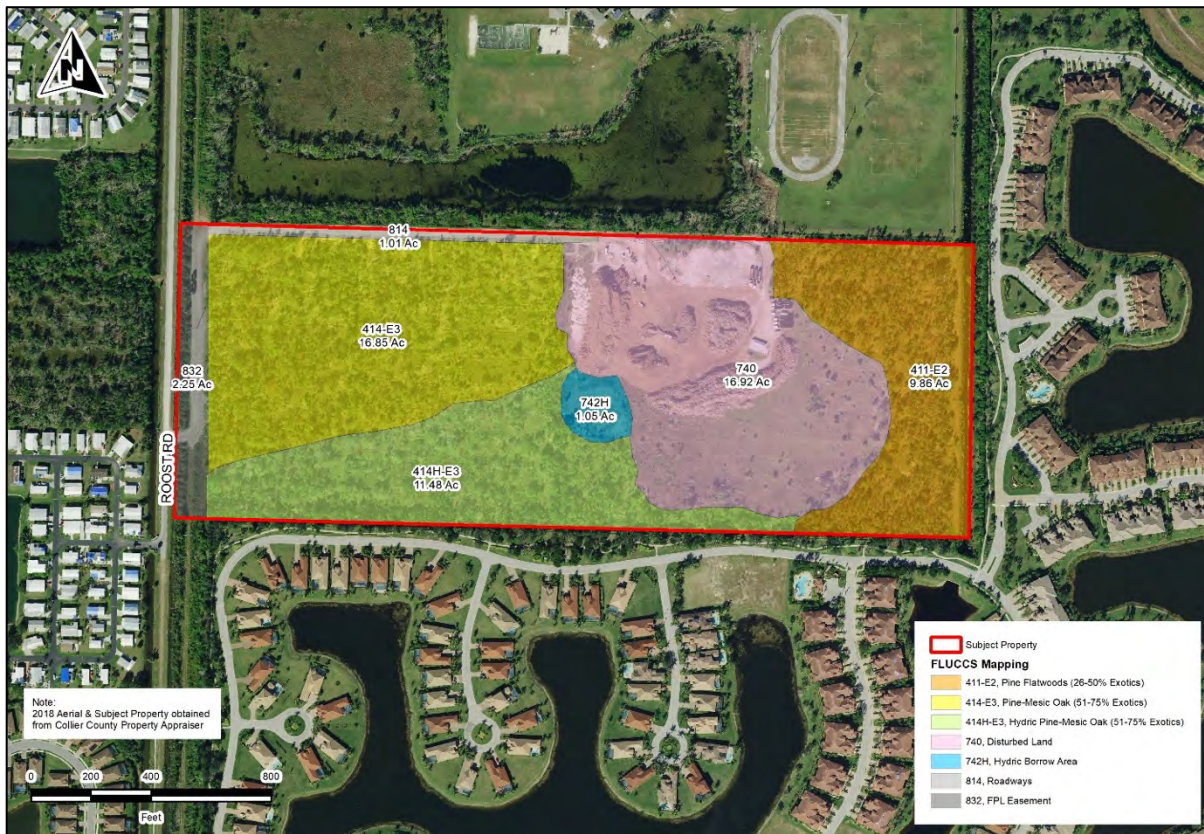 N
814
1.01 Ac
414-E3
16.85 Ac
832
2.25 Ac
740
16.92 Ac
411-E2
9.86 Ac
742H
1.05 Ac
414H-E3
11.48 Ac
ROOST RD
Note:
2018 Aerial & Subject Property obtained
from Collier County Property Appraiser
0 200 400 800
Feet
Subject Property
FLUCCS Mapping
411-E2, Pine Flatwoods (26-50% Exotics)
414-E3, Pine-Mesic Oak (51-75% Exotics)
414H-E3, Hydric Pine-Mesic Oak (51-75% Exotics)
740, Disturbed Land
742H, Hydric Borrow Area
814, Roadways
832, FPL Easement